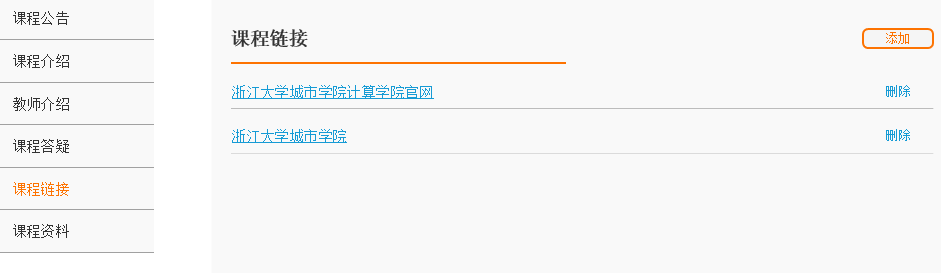 课程公告
课程介绍
教师介绍
课程答疑
课程链接
课程资料
课程链接
添加
浙江大学城市学院计算学院官网
删除
浙江大学城市学院
删除